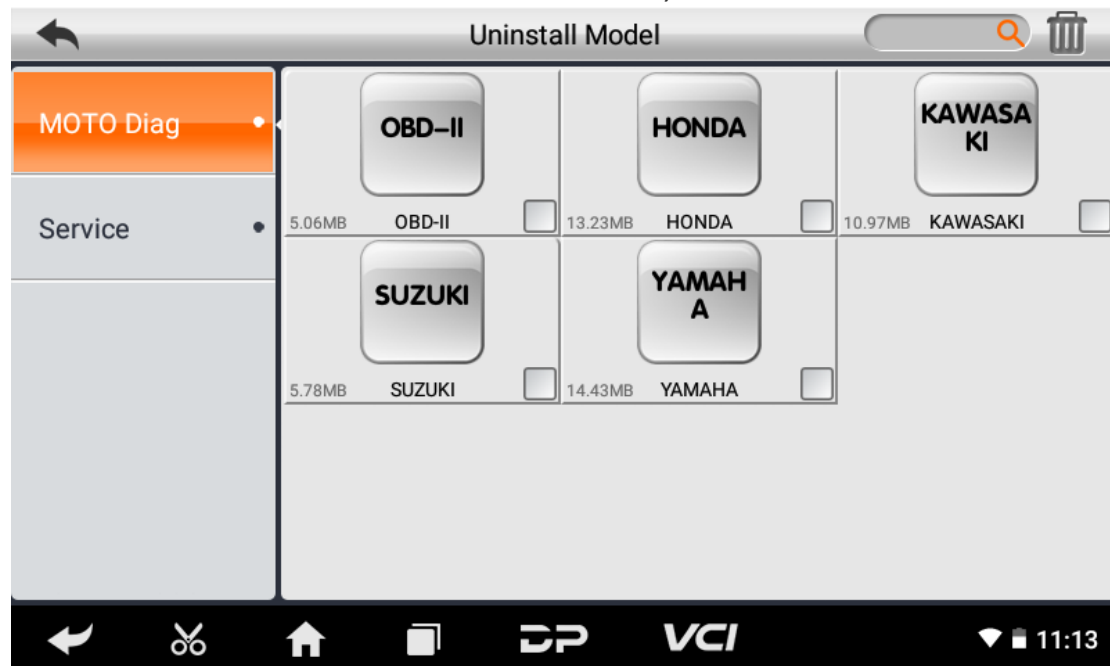 Uninstall Model
MOTO Diag
Service
OBD-II
5.06MB OBD-II
HONDA
13.23MB HONDA
KAWASA
KI
10.97MB KAWASAKI
SUZUKI
5.78MB SUZUKI
YAMAH
A
14.43MB YAMAHA
DP VCI 11:13